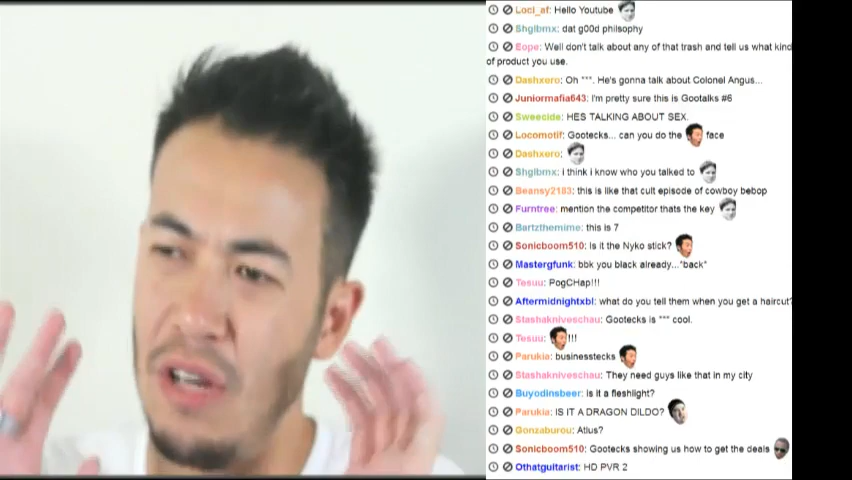 Loci_af: Hello Youtube
Shglbmx: dat g00d philsophy
Eope: Well don't talk about any of that trash and tell us what kind
of product you use.
Dashxero: Oh ***. He's gonna talk about Colonel Angus...
Juniormafia643: I'm pretty sure this is Gootalks #6
Sweecide: HES TALKING ABOUT SEX.
Locomotif: Gootecks... can you do the face
Dashxero:
Shglbmx: i think i know who you talked to
Beansy2183: this is like that cult episode of cowboy bebop
Furntree: mention the competitor thats the key
Bartzthemime: this is 7
Sonicboom510: Is it the Nyko stick?
Mastergfunk: bbk you black already..."back"
Tesuu: PogCHap!!!
Aftermidnightxbl: what do you tell them when you get a haircut?
Stashakniveschau: Gootecks is *** cool.
Tesuu: !!!
Parukia: businesstecks
Stashakniveschau: They need guys like that in my city
Buyodinsbeer: is it a fleshlight?
Parukia: IS IT A DRAGON DILDO?
Gonzaburou: Atlus?
Sonicboom510: Gootecks showing us how to get the deals
Othatguitarist: HD PVR 2